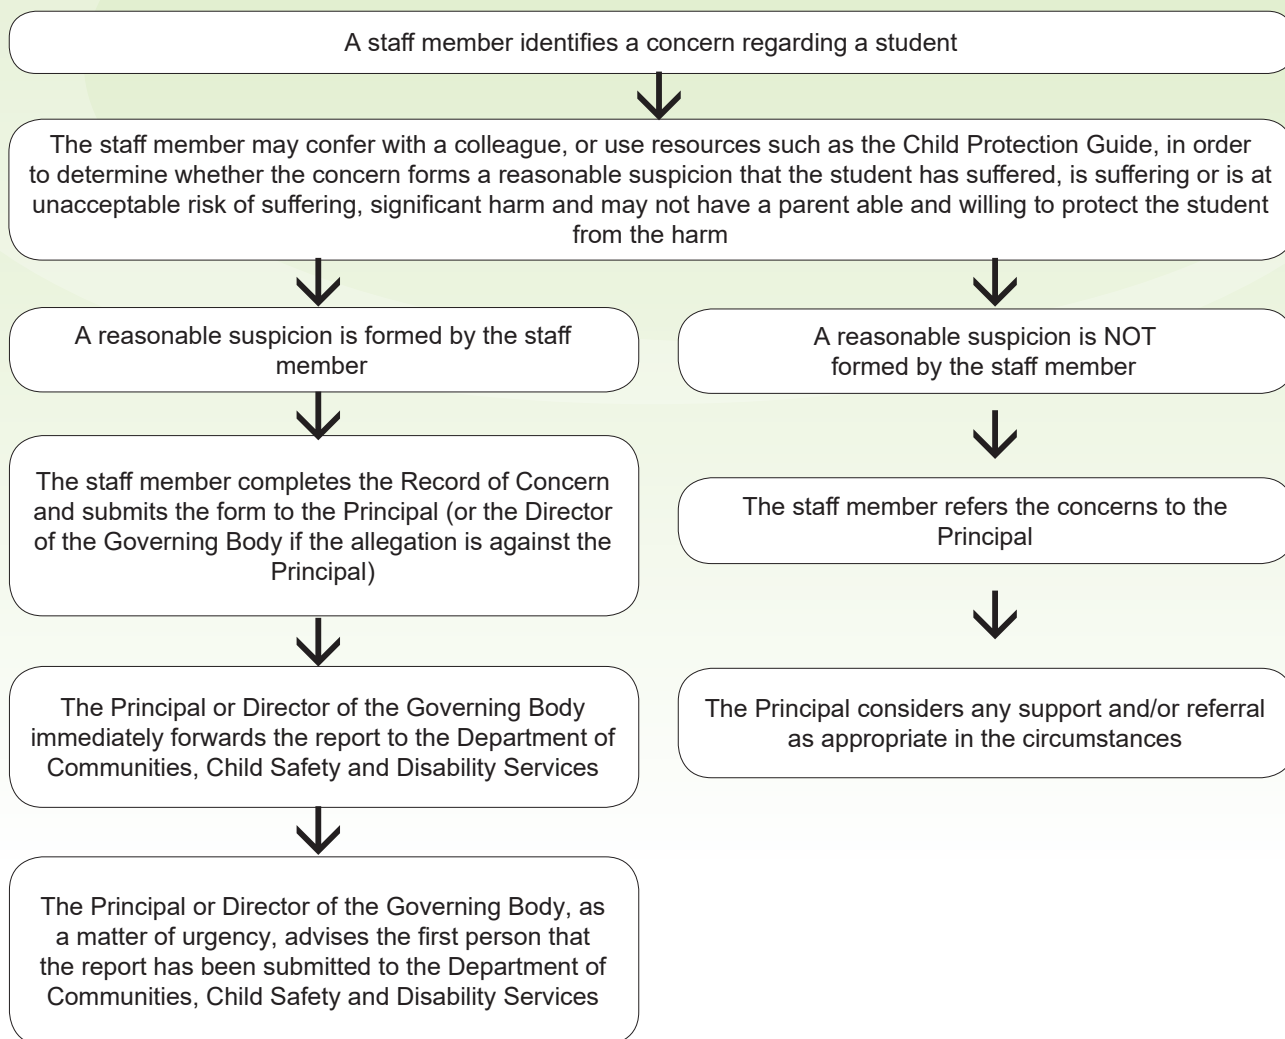 A staff member identifies a concern regarding a student
The staff member may confer with a colleague, or use resources such as the Child Protection Guide, in order
to determine whether the concern forms a reasonable suspicion that the student has suffered, is suffering or is at
unacceptable risk of suffering, significant harm and may not have a parent able and willing to protect the student
from the harm
A reasonable suspicion is formed by the staff
member
The staff member completes the Record of Concern
and submits the form to the Principal (or the Director
of the Governing Body if the allegation is against the
Principal)
The Principal or Director of the Governing Body
immediately forwards the report to the Department of
Communities, Child Safety and Disability Services
The Principal or Director of the Governing Body, as
a matter of urgency, advises the first person that
the report has been submitted to the Department of
Communities, Child Safety and Disability Services
A reasonable suspicion is NOT
formed by the staff member
The staff member refers the concerns to the
Principal
The Principal considers any support and/or referral
as appropriate in the circumstances